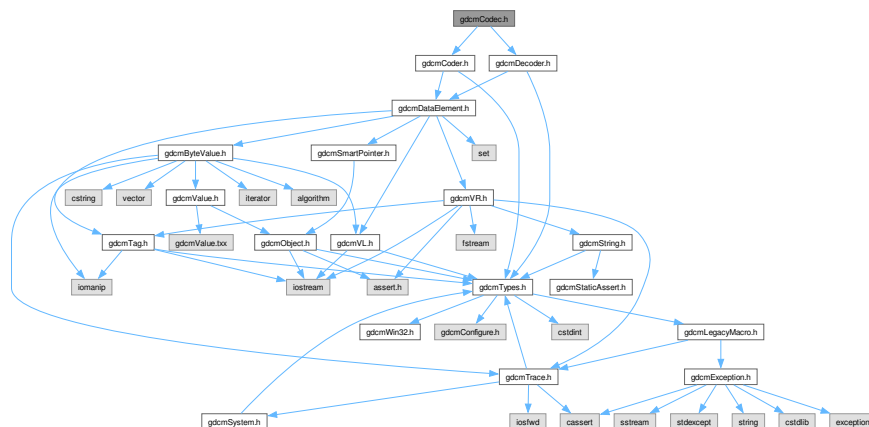 gdcmCodec.h
gdcmCoder.h
gdcmDecoder.h
gdcmDataElement.h
gdcmByteValue.h
gdcmSmartPointer.h
set
cstring
vector
gdcmValue.h
iterator
algorithm
gdcmVR.h
gdcmTag.h
gdcmValue.txx
gdcmObject.h
gdcmVL.h
fstream
gdcmString.h
iomanip
iostream
assert.h
gdcmTypes.h
gdcmStaticAssert.h
gdcmWin32.h
gdcmConfigure.h
cstdint
gdcmLegacyMacro.h
gdcmTrace.h
gdcmException.h
gdcmSystem.h
iosfwd
cassert
sstream
stdexcept
string
cstdlib
exception